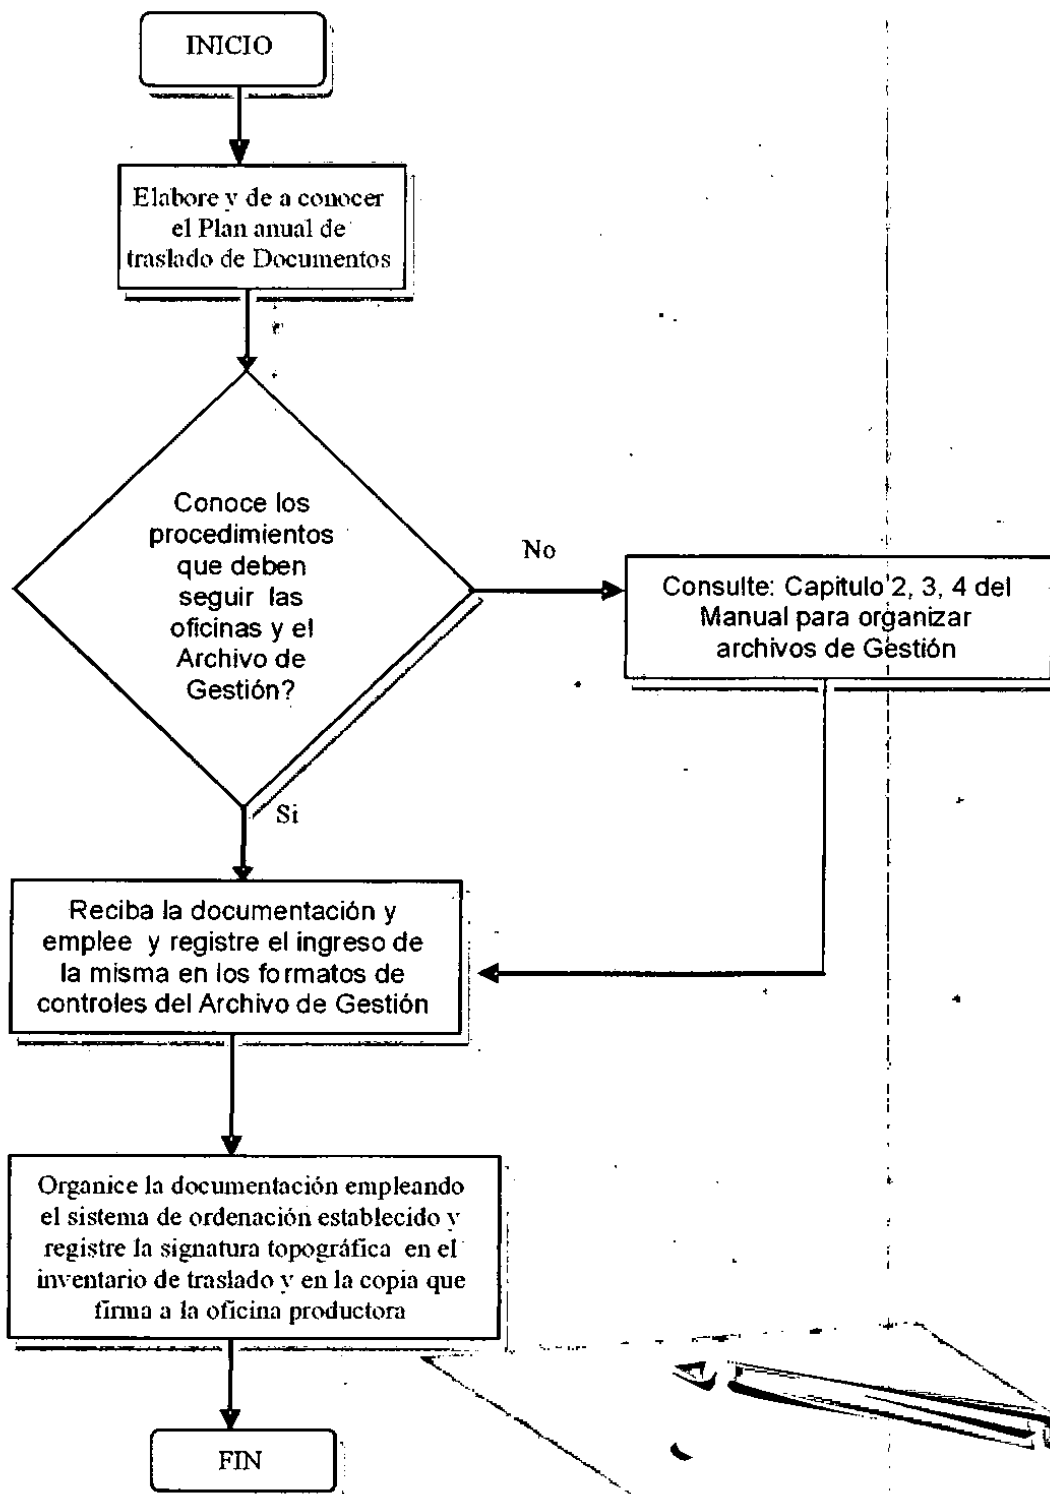 INICIO
Elabore y de a conocer
el Plan anual de
traslado de Documentos
Conoce los
procedimientos
que deben
seguir las
oficinas y el
Archivo de
Gestión?
No
Consulte: Capitulo 2, 3, 4 del
Manual para organizar
archivos de Gestión
Si
Reciba la documentación y
emplee y registre el ingreso de
la misma en los formatos de
controles del Archivo de Gestión
Organice la documentación empleando
el sistema de ordenación establecido y
registre la signatura topográfica en el
inventario de traslado y en la copia que
firma a la oficina productora
FIN